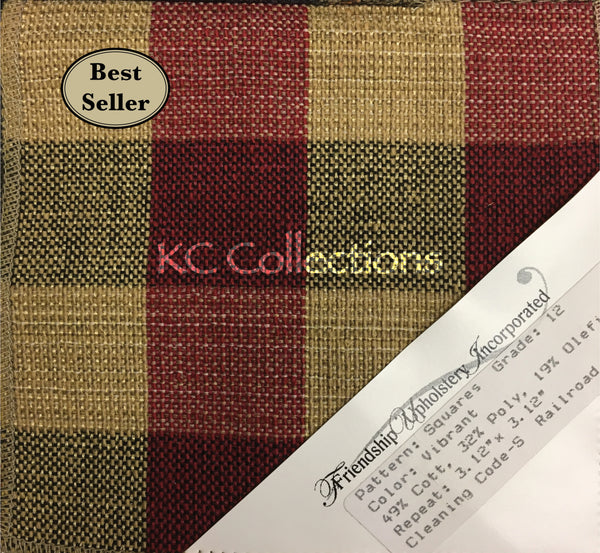 Best
Seller
KC Collections
Friendship Upholstery Incorporated
Pattern: Squares Grade: 12
Color: Vibrant
49% Cott, 32% Poly, 19% Olefi
Repeat: 3.12"x 3.12"
Cleaning Code-S Railroad